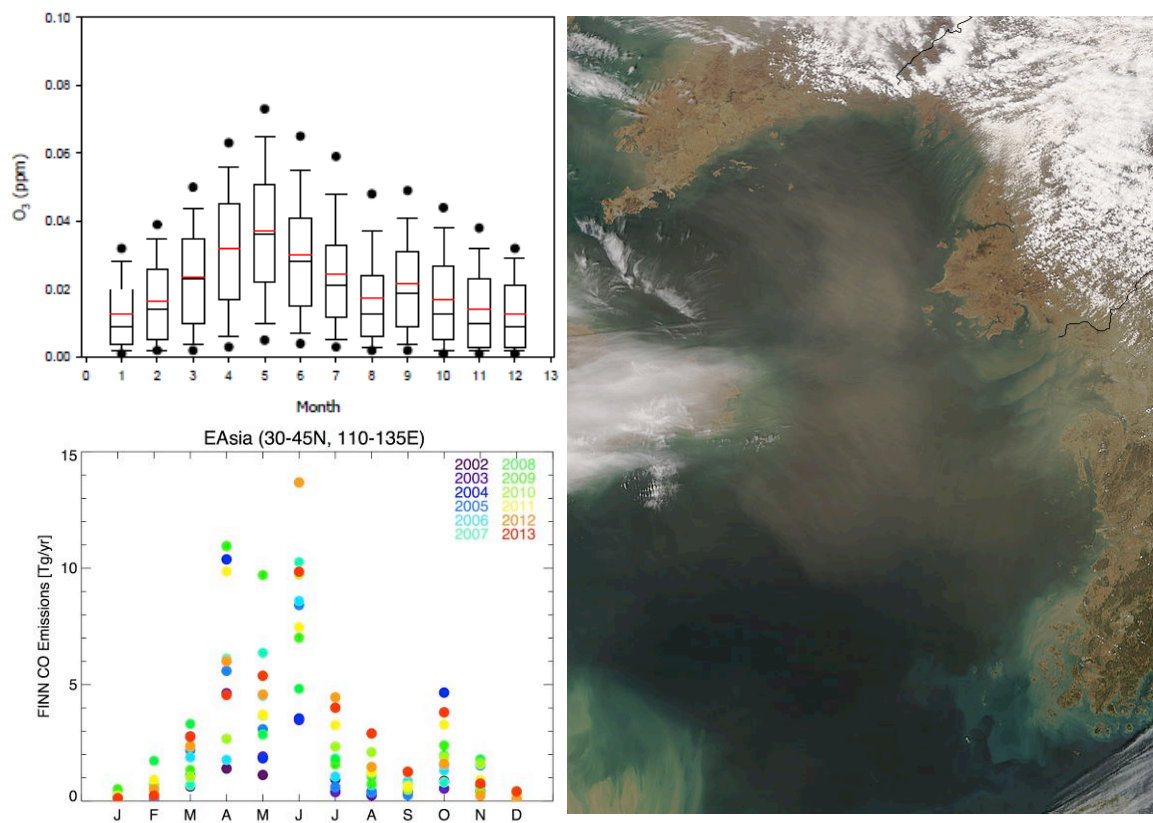 0.10
0.08
0.06
0.04
0.02
0.00
O3 (ppm)
0 1 2 3 4 5 6 7 8 9 10 11 12 13
Month
EAsia (30-45N, 110-135E)
15
10
5
0
FINN CO Emissions [Tg/yr]
2002 2008
2003 2009
2004 2010
2005 2011
2006 2012
2007 2013
J F M A M J J A S O N D